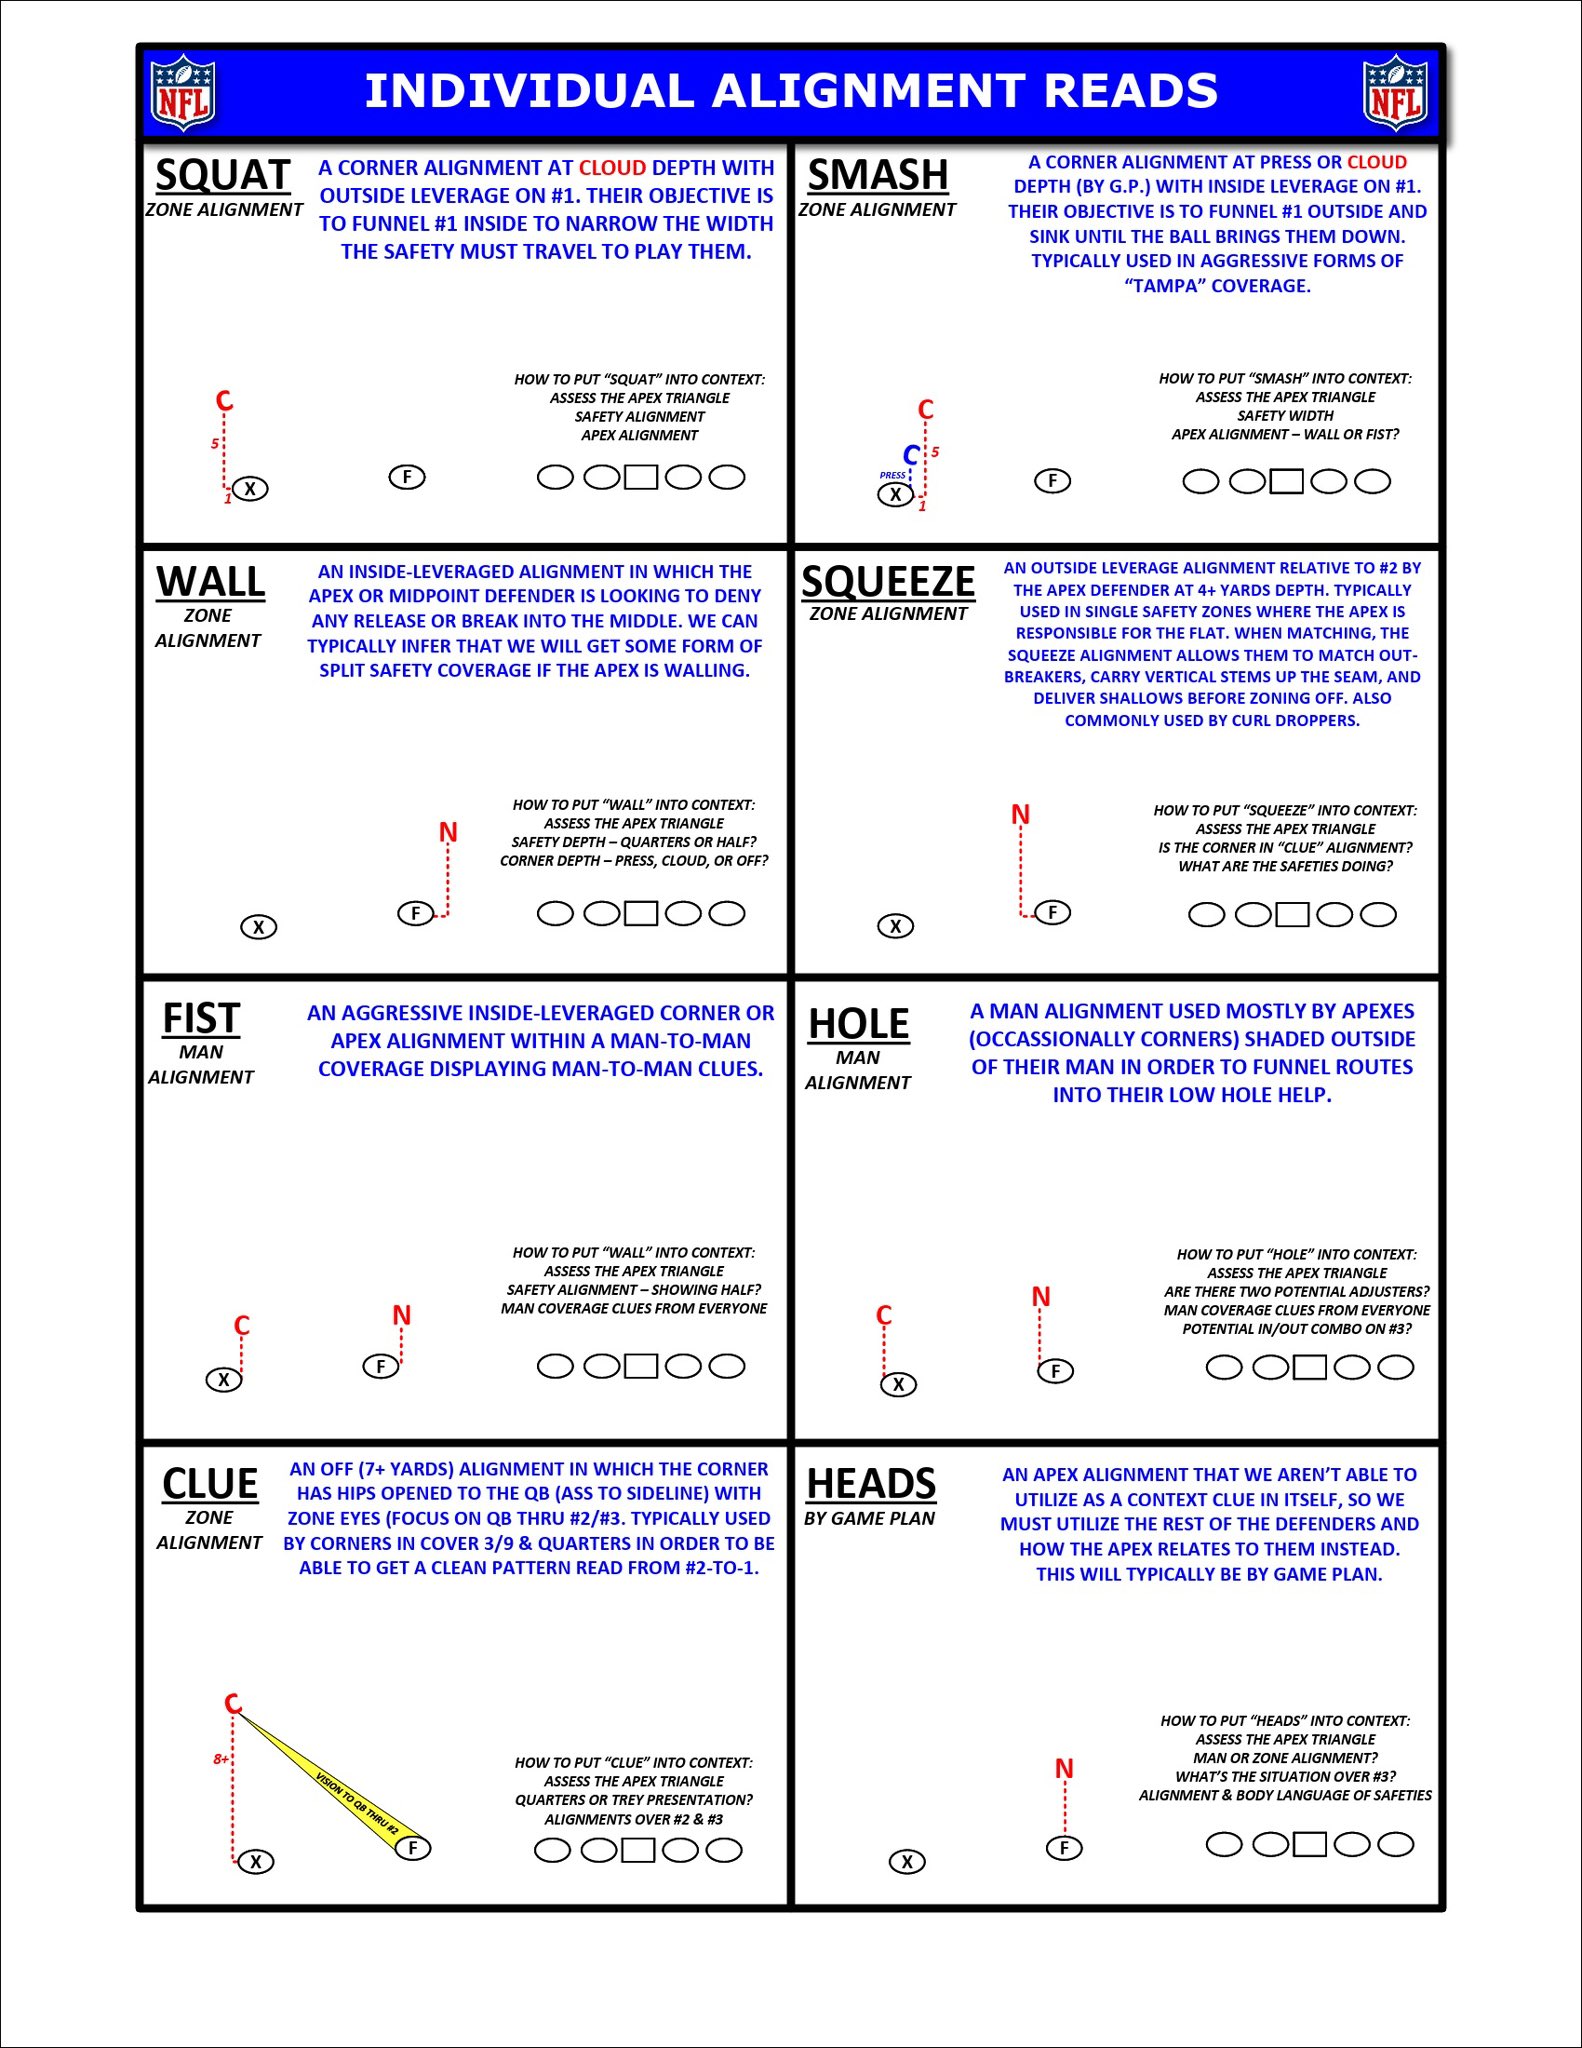 NFL
INDIVIDUAL ALIGNMENT READS
NFL
SQUAT
ZONE ALIGNMENT
A CORNER ALIGNMENT AT CLOUD DEPTH WITH
OUTSIDE LEVERAGE ON #1. THEIR OBJECTIVE IS
TO FUNNEL #1 INSIDE TO NARROW THE WIDTH
THE SAFETY MUST TRAVEL TO PLAY THEM.
HOW TO PUT “SQUAT” INTO CONTEXT:
ASSESS THE APEX TRIANGLE
SAFETY ALIGNMENT
APEX ALIGNMENT
C
5
1
X
F
SMASH
ZONE ALIGNMENT
A CORNER ALIGNMENT AT PRESS OR CLOUD
DEPTH (BY G.P.) WITH INSIDE LEVERAGE ON #1.
THEIR OBJECTIVE IS TO FUNNEL #1 OUTSIDE AND
SINK UNTIL THE BALL BRINGS THEM DOWN.
TYPICALLY USED IN AGGRESSIVE FORMS OF
“TAMPA” COVERAGE.
HOW TO PUT “SMASH” INTO CONTEXT:
ASSESS THE APEX TRIANGLE
SAFETY WIDTH
APEX ALIGNMENT – WALL OR FIST?
C
C
5
PRESS
X
1
F
WALL
ZONE
ALIGNMENT
AN INSIDE-LEVERAGED ALIGNMENT IN WHICH THE
APEX OR MIDPOINT DEFENDER IS LOOKING TO DENY
ANY RELEASE OR BREAK INTO THE MIDDLE. WE CAN
TYPICALLY INFER THAT WE WILL GET SOME FORM OF
SPLIT SAFETY COVERAGE IF THE APEX IS WALLING.
HOW TO PUT “WALL” INTO CONTEXT:
ASSESS THE APEX TRIANGLE
SAFETY DEPTH – QUARTERS OR HALF?
CORNER DEPTH – PRESS, CLOUD, OR OFF?
N
F
X
SQUEEZE
ZONE ALIGNMENT
AN OUTSIDE LEVERAGE ALIGNMENT RELATIVE TO #2 BY
THE APEX DEFENDER AT 4+ YARDS DEPTH. TYPICALLY
USED IN SINGLE SAFETY ZONES WHERE THE APEX IS
RESPONSIBLE FOR THE FLAT. WHEN MATCHING, THE
SQUEEZE ALIGNMENT ALLOWS THEM TO MATCH OUT-
BREAKERS, CARRY VERTICAL STEMS UP THE SEAM, AND
DELIVER SHALLOWS BEFORE ZONING OFF. ALSO
COMMONLY USED BY CURL DROPPERS.
HOW TO PUT “SQUEEZE” INTO CONTEXT:
ASSESS THE APEX TRIANGLE
IS THE CORNER IN “CLUE” ALIGNMENT?
WHAT ARE THE SAFETIES DOING?
N
F
X
FIST
MAN
ALIGNMENT
AN AGGRESSIVE INSIDE-LEVERAGED CORNER OR
APEX ALIGNMENT WITHIN A MAN-TO-MAN
COVERAGE DISPLAYING MAN-TO-MAN CLUES.
HOW TO PUT “WALL” INTO CONTEXT:
ASSESS THE APEX TRIANGLE
SAFETY ALIGNMENT – SHOWING HALF?
MAN COVERAGE CLUES FROM EVERYONE
C
N
F
X
HOLE
MAN
ALIGNMENT
A MAN ALIGNMENT USED MOSTLY BY APEXES
(OCCASSIONALLY CORNERS) SHADED OUTSIDE
OF THEIR MAN IN ORDER TO FUNNEL ROUTES
INTO THEIR LOW HOLE HELP.
HOW TO PUT “HOLE” INTO CONTEXT:
ASSESS THE APEX TRIANGLE
ARE THERE TWO POTENTIAL ADJUSTERS?
MAN COVERAGE CLUES FROM EVERYONE
POTENTIAL IN/OUT COMBO ON #3?
C
N
F
X
CLUE
ZONE
ALIGNMENT
AN OFF (7+ YARDS) ALIGNMENT IN WHICH THE CORNER
HAS HIPS OPENED TO THE QB (ASS TO SIDELINE) WITH
ZONE EYES (FOCUS ON QB THRU #2/#3. TYPICALLY USED
BY CORNERS IN COVER 3/9 & QUARTERS IN ORDER TO BE
ABLE TO GET A CLEAN PATTERN READ FROM #2-TO-1.
C
8+
VISION TO QB THRU #2
HOW TO PUT “CLUE” INTO CONTEXT:
ASSESS THE APEX TRIANGLE
QUARTERS OR TREY PRESENTATION?
ALIGNMENTS OVER #2 & #3
F
X
HEADS
BY GAME PLAN
AN APEX ALIGNMENT THAT WE AREN’T ABLE TO
UTILIZE AS A CONTEXT CLUE IN ITSELF, SO WE
MUST UTILIZE THE REST OF THE DEFENDERS AND
HOW THE APEX RELATES TO THEM INSTEAD.
THIS WILL TYPICALLY BE BY GAME PLAN.
HOW TO PUT “HEADS” INTO CONTEXT:
ASSESS THE APEX TRIANGLE
MAN OR ZONE ALIGNMENT?
WHAT’S THE SITUATION OVER #3?
ALIGNMENT & BODY LANGUAGE OF SAFETIES
N
F
X